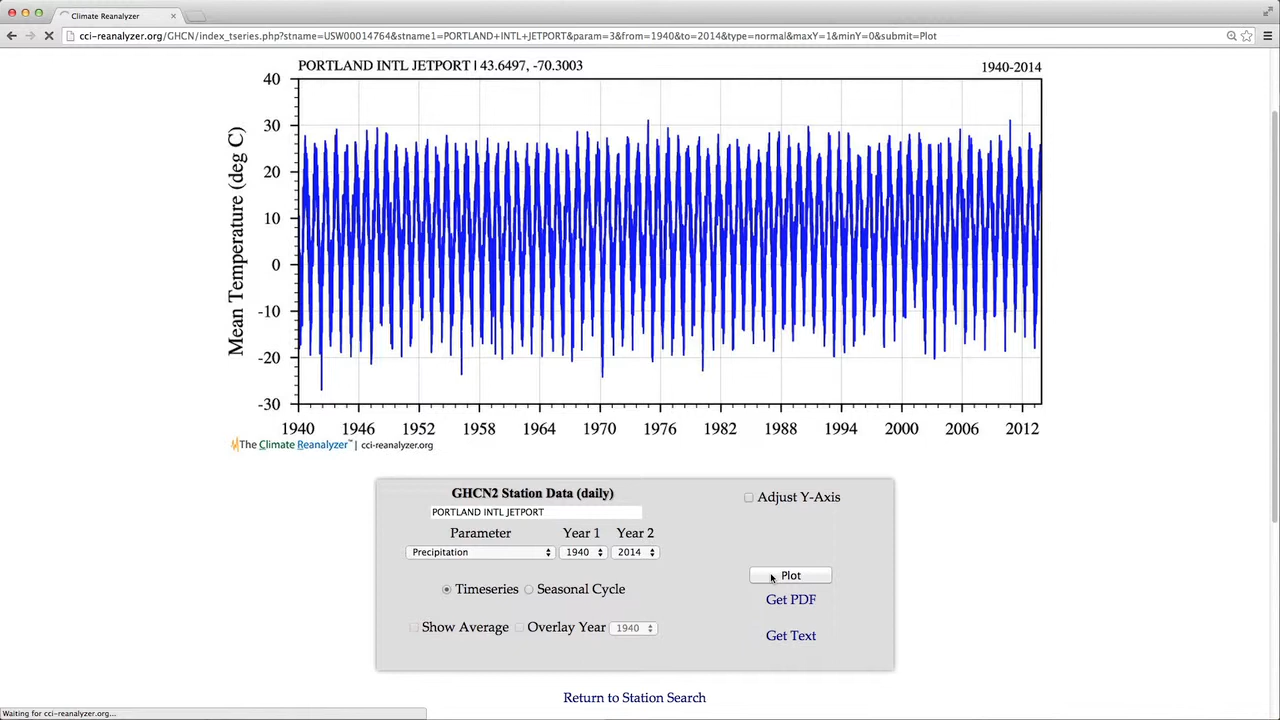 Climate Reanalyzer
cci-reanalyzer.org/GHCN/index_tseries.php?stname=USW00014764&stname1=PORTLAND+INTL+JETPORT&param=3&from=1940&to=2014&type=normal&maxY=1&minY=0&submit=Plot
PORTLAND INTL JETPORT | 43.6497, -70.3003
1940-2014
Mean Temperature (deg C)
40
30
20
10
0
-10
-20
-30
1940 1946 1952 1958 1964 1970 1976 1982 1988 1994 2000 2006 2012
The Climate Reanalyzer™ | cci-reanalyzer.org
GHCN2 Station Data (daily)
Adjust Y-Axis
PORTLAND INTL JETPORT
Parameter Year 1 Year 2
Precipitation 1940 2014
Plot
Timeseries Seasonal Cycle
Get PDF
Show Average Overlay Year 1940
Get Text
Return to Station Search
Waiting for cci-reanalyzer.org...